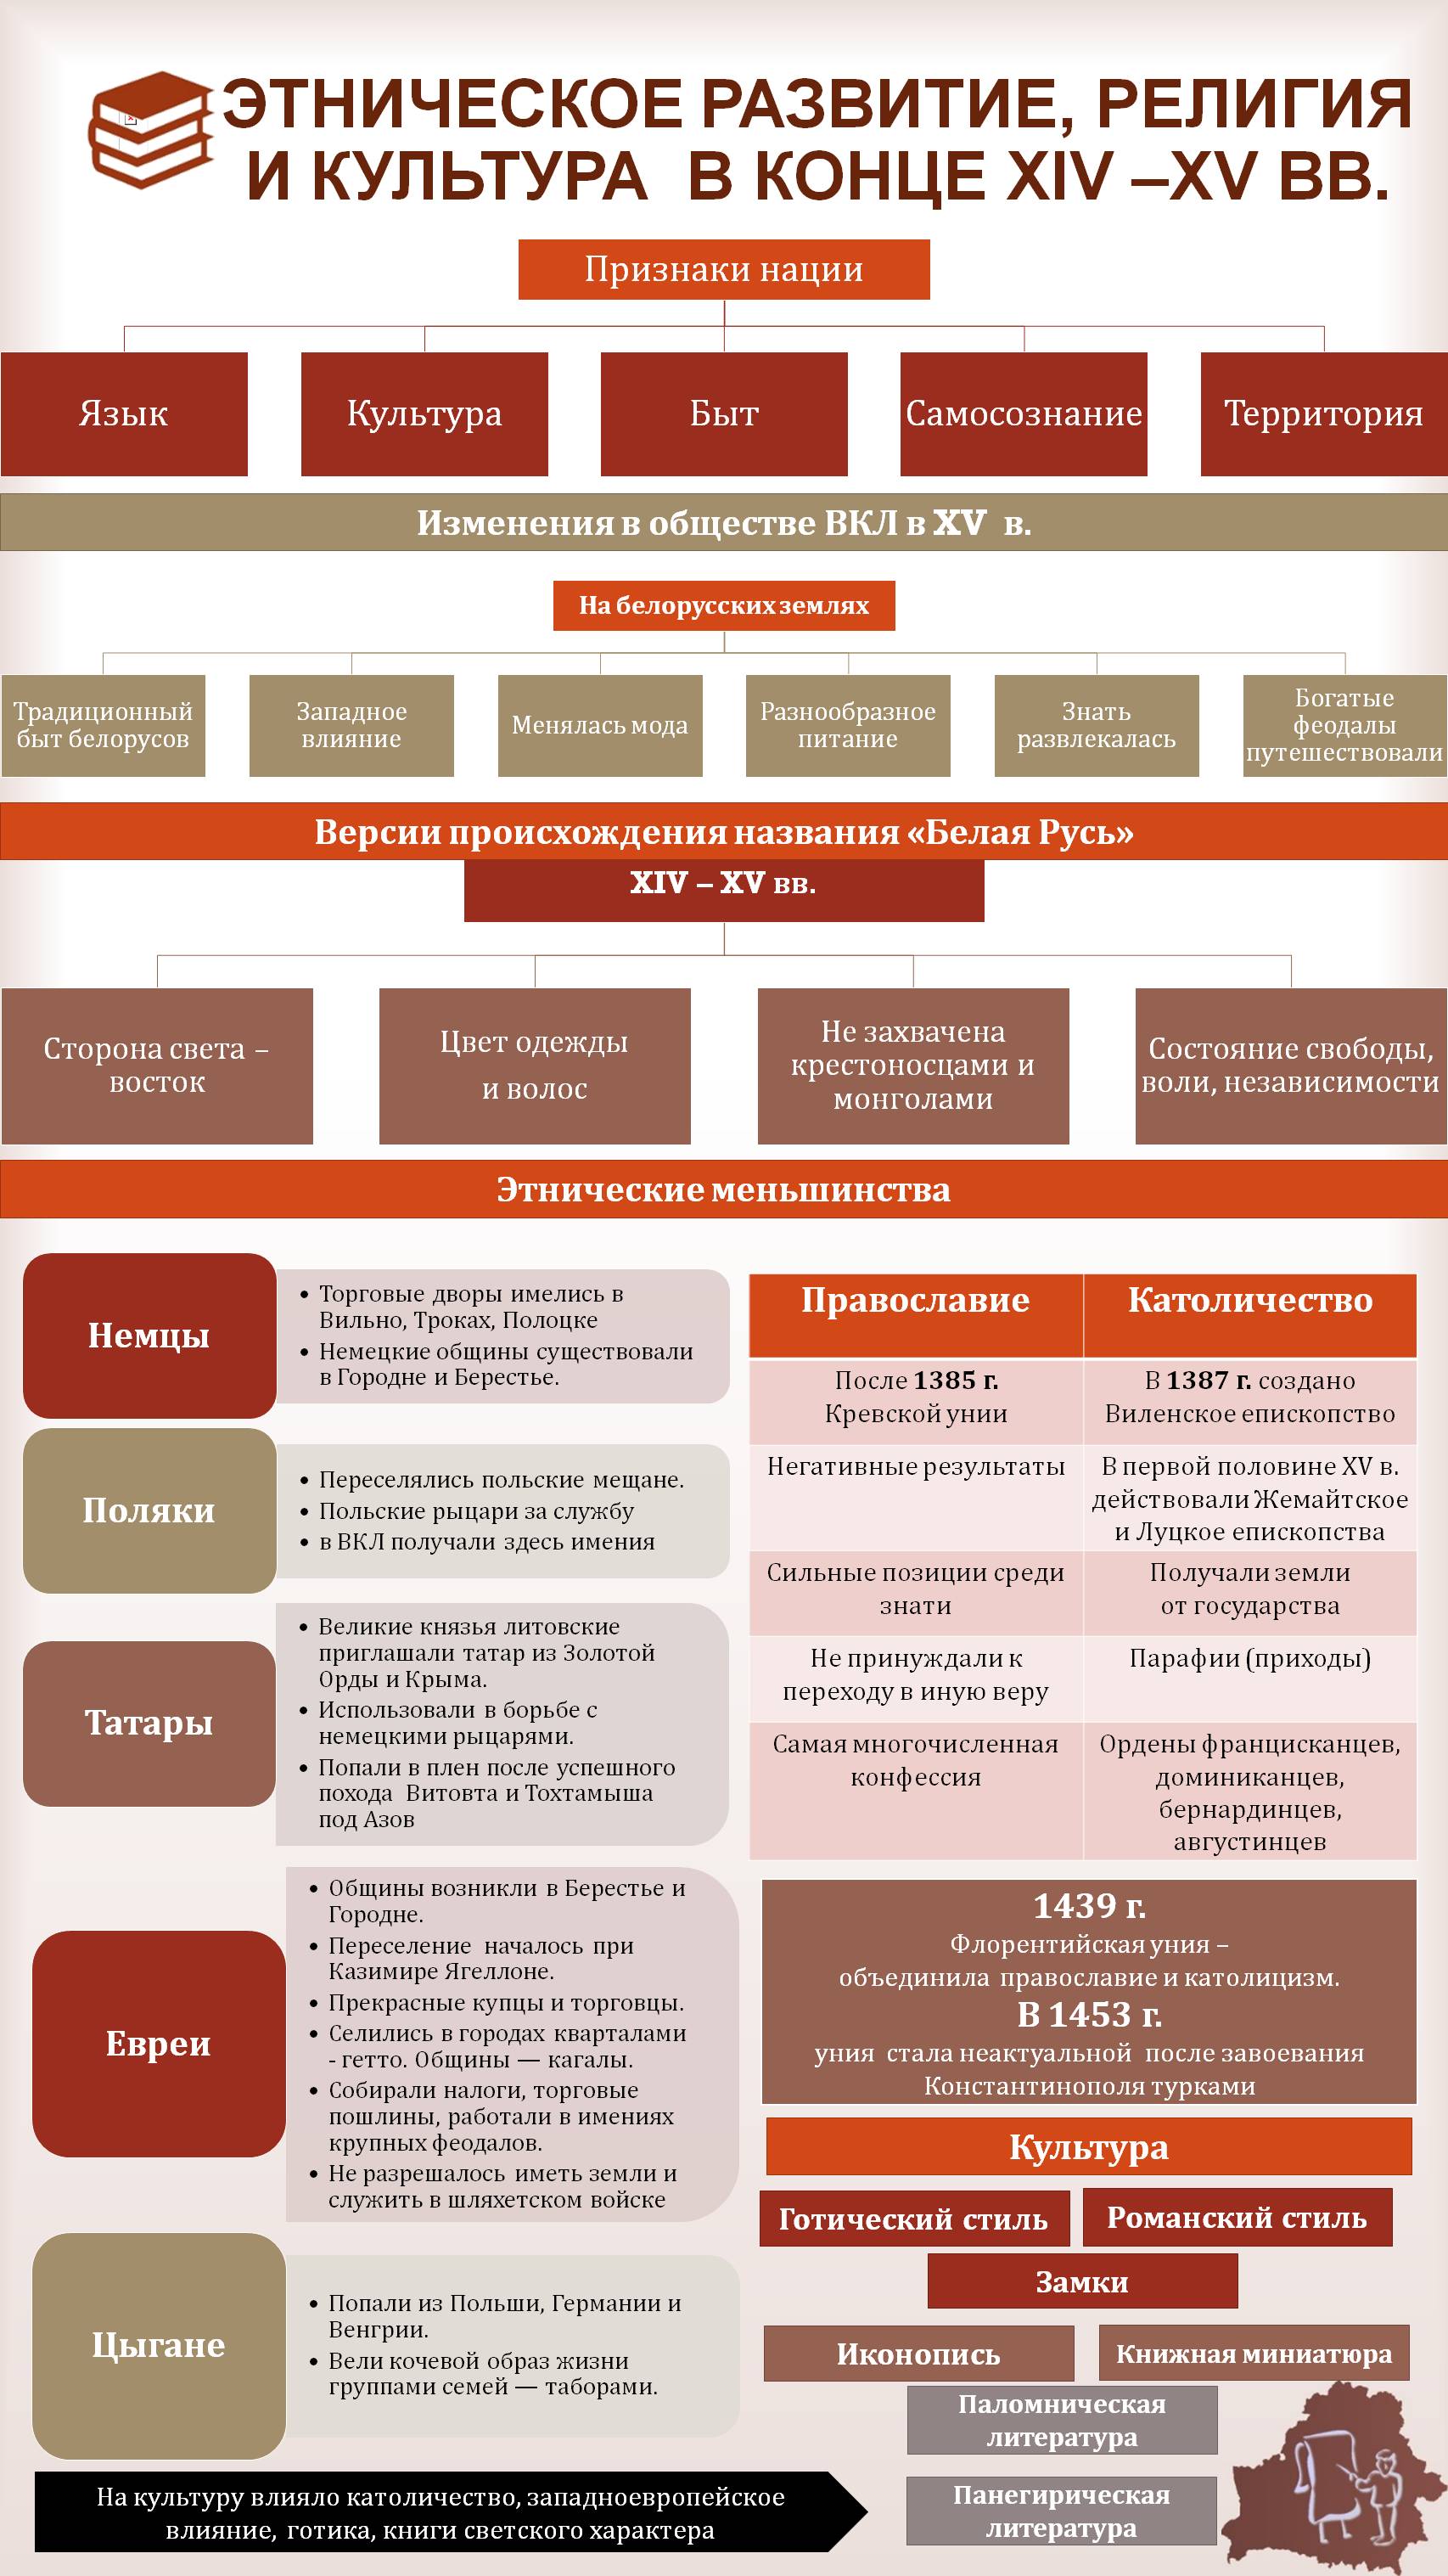 ЭТНИЧЕСКОЕ РАЗВИТИЕ, РЕЛИГИЯ
И КУЛЬТУРА В КОНЦЕ XIV –XV ВВ.
Признаки нации
Язык
Культура
Быт
Самосознание
Территория
Изменения в обществе ВКЛ в XV в.
На белорусских землях
Традиционный
быт белорусов
Западное
влияние
Менялась мода
Разнообразное
питание
Знать
развлекалась
Богатые
феодалы
путешествовали
Версии происхождения названия «Белая Русь»
XIV – XV вв.
Сторона света –
восток
Цвет одежды
и волос
Не захвачена
крестоносцами и
монголами
Состояние свободы,
воли, независимости
Этнические меньшинства
Немцы
• Торговые дворы имелись в
Вильно, Троках, Полоцке
• Немецкие общины существовали
в Городне и Берестье.
Поляки
• Переселялись польские мещане.
• Польские рыцари за службу
• в ВКЛ получали здесь имения
Татары
• Великие князья литовские
приглашали татар из Золотой
Орды и Крыма.
• Использовали в борьбе с
немецкими рыцарями.
• Попали в плен после успешного
похода Витовта и Тохтамыша
под Азов
Евреи
• Общины возникли в Берестье и
Городне.
• Переселение началось при
Казимире Ягеллоне.
• Прекрасные купцы и торговцы.
• Селились в городах кварталами
- гетто. Общины — кагалы.
• Собирали налоги, торговые
пошлины, работали в имениях
крупных феодалов.
• Не разрешалось иметь земли и
служить в шляхетском войске
Цыгане
• Попали из Польши, Германии и
Венгрии.
• Вели кочевой образ жизни
группами семей — таборами.
На культуру влияло католичество, западноевропейское
влияние, готика, книги светского характера
Православие
Католичество
После 1385 г.
Кревской унии
В 1387 г. создано
Виленское епископство
Негативные результаты
В первой половине XV в.
действовали Жемайтское
и Луцкое епископства
Сильные позиции среди
знати
Получали земли
от государства
Не принуждали к
переходу в иную веру
Парафии (приходы)
Самая многочисленная
конфессия
Ордены францисканцев,
доминиканцев,
бернардинцев,
августинцев
1439 г.
Флорентийская уния –
объединила православие и католицизм.
В 1453 г.
уния стала неактуальной после завоевания
Константинополя турками
Культура
Готический стиль
Романский стиль
Замки
Иконопись
Книжная миниатюра
Паломническая
литература
Панегирическая
литература